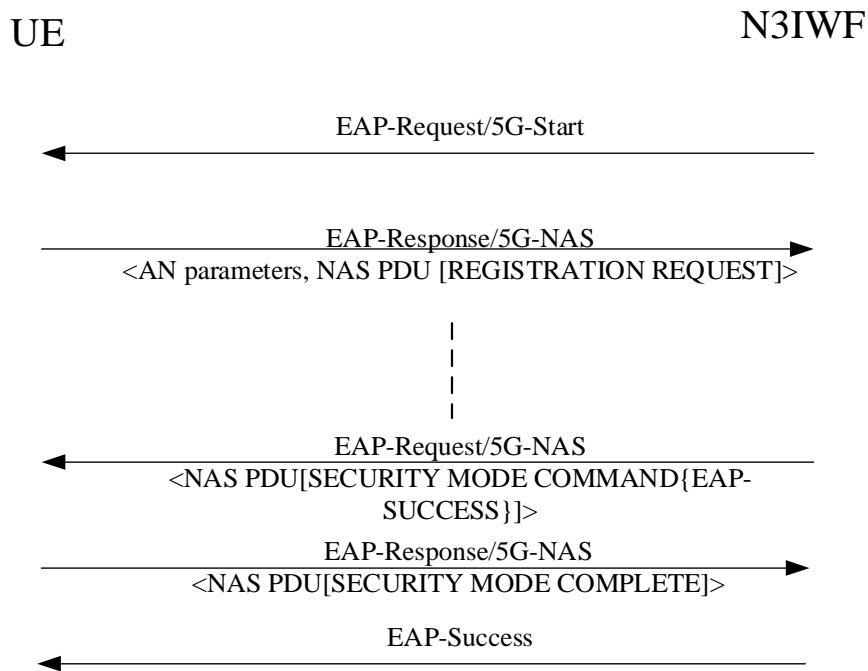 UE
N3IWF
EAP-Request/5G-Start
EAP-Response/5G-NAS
<AN parameters, NAS PDU [REGISTRATION REQUEST]>
EAP-Request/5G-NAS
<NAS PDU[SECURITY MODE COMMAND{EAP-
SUCCESS}]>
EAP-Response/5G-NAS
<NAS PDU[SECURITY MODE COMPLETE]>
EAP-Success